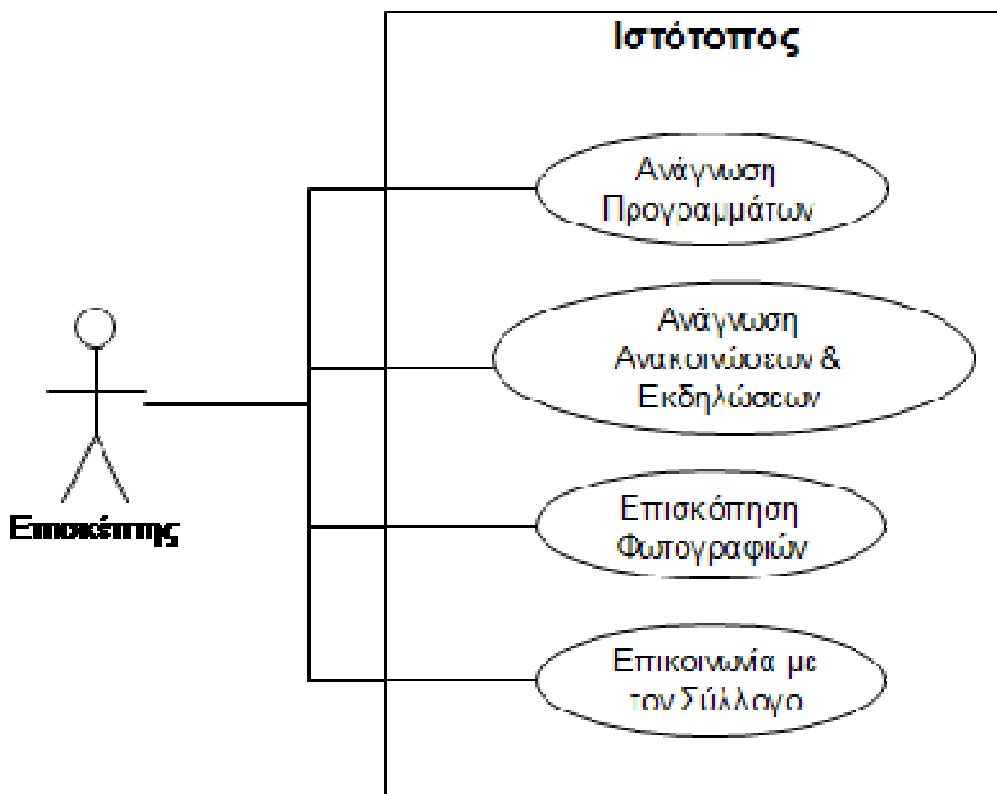 Ιστότοπος
Ανάγνωση
Προγραμμάτων
Ανάγνωση
Ανακοινώσεων &
Εκδηλώσεων
Επισκέπτης
Επισκόπηση
Φωτογραφιών
Επικοινωνία με
τον Σύλλογο